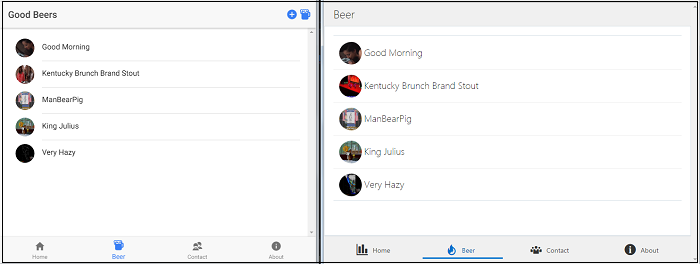 Good Beers
Good Morning
Kentucky Brunch Brand Stout
ManBearPig
King Julius
Very Hazy
Home
Beer
Contact
About
Beer
Good Morning
Kentucky Brunch Brand Stout
ManBearPig
King Julius
Very Hazy
Home
Beer
Contact
About